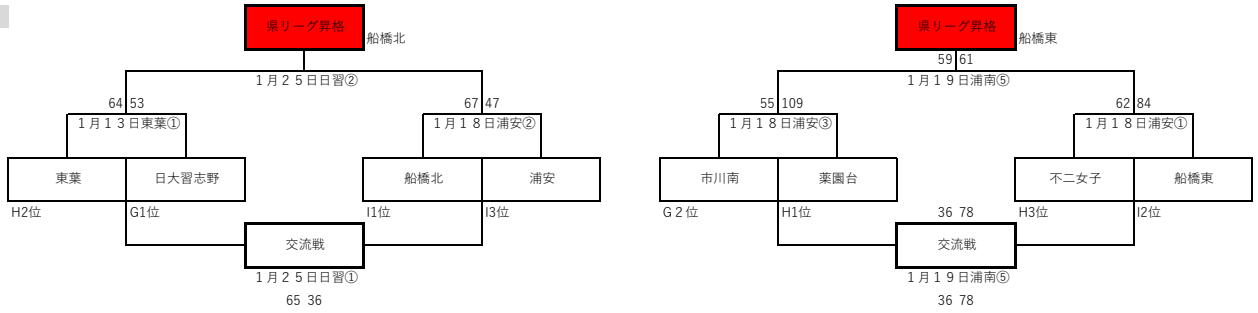 県リーグ昇格
船橋北
1月25日日習②
64 53
67 47
1月13日東葉①
1月18日浦安②
東葉
日大習志野
船橋北
浦安
H2位
G1位
I1位
I3位
交流戦
1月25日日習①
65 36
県リーグ昇格
船橋東
59 61
1月19日浦南⑤
55 109
62 84
1月18日浦安③
1月18日浦安①
市川南
薬園台
不二女子
船橋東
G2位
H1位
36 78
H3位
I2位
交流戦
1月19日浦南⑤
36 78